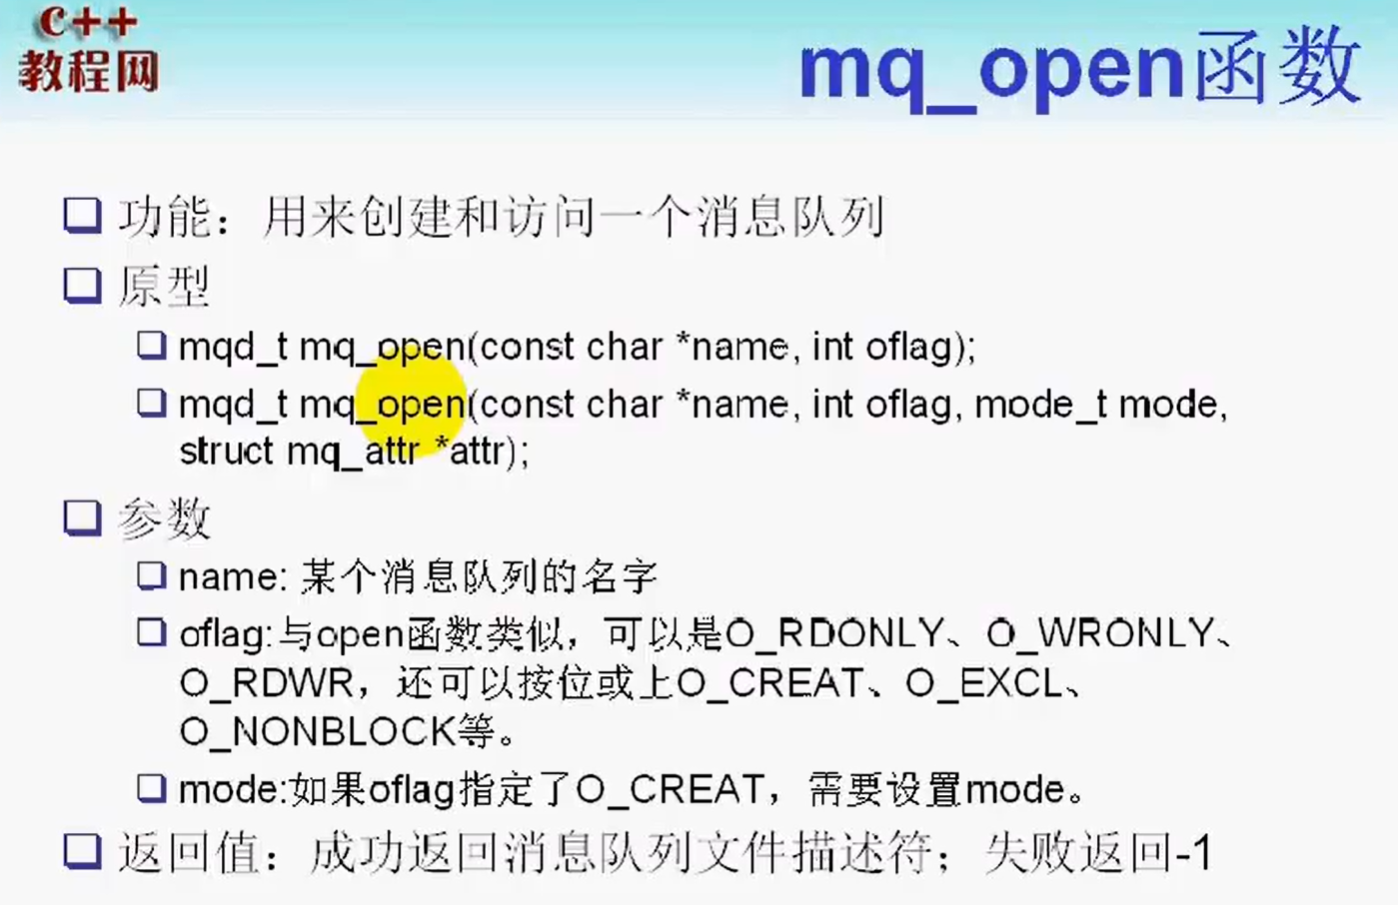 C++
教程网
mq_open函数
功能：用来创建和访问一个消息队列
原型
mqd_t mq_open(const char *name, int oflag);
mqd_t mq_open(const char *name, int oflag, mode_t mode,
struct mq_attr *attr);
参数
name: 某个消息队列的名字
oflag:与open函数类似，可以是O_RDONLY、O_WRONLY、
O_RDWR，还可以按位或上O_CREAT、O_EXCL、
O_NONBLOCK等。
mode:如果oflag指定了O_CREAT，需要设置mode。
返回值：成功返回消息队列文件描述符；失败返回-1